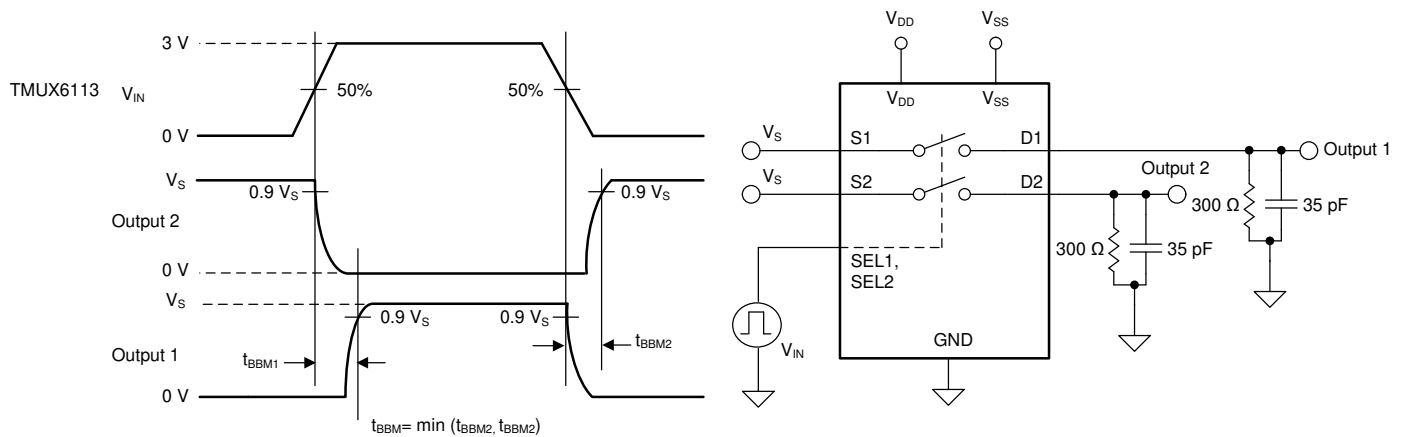 TMUX6113
V_IN
3 V
50%
50%
0 V
V_S
0.9 V_S
0.9 V_S
Output 2
0 V
V_S
0.9 V_S
0.9 V_S
Output 1
t_BBM1
t_BBM2
0 V
t_BBM= min (t_BBM2, t_BBM2)
V_DD
V_SS
V_DD
V_SS
V_S
S1
D1
Output 1
V_S
S2
D2
Output 2
300 Ω
35 pF
300 Ω
35 pF
SEL1,
SEL2
V_IN
GND